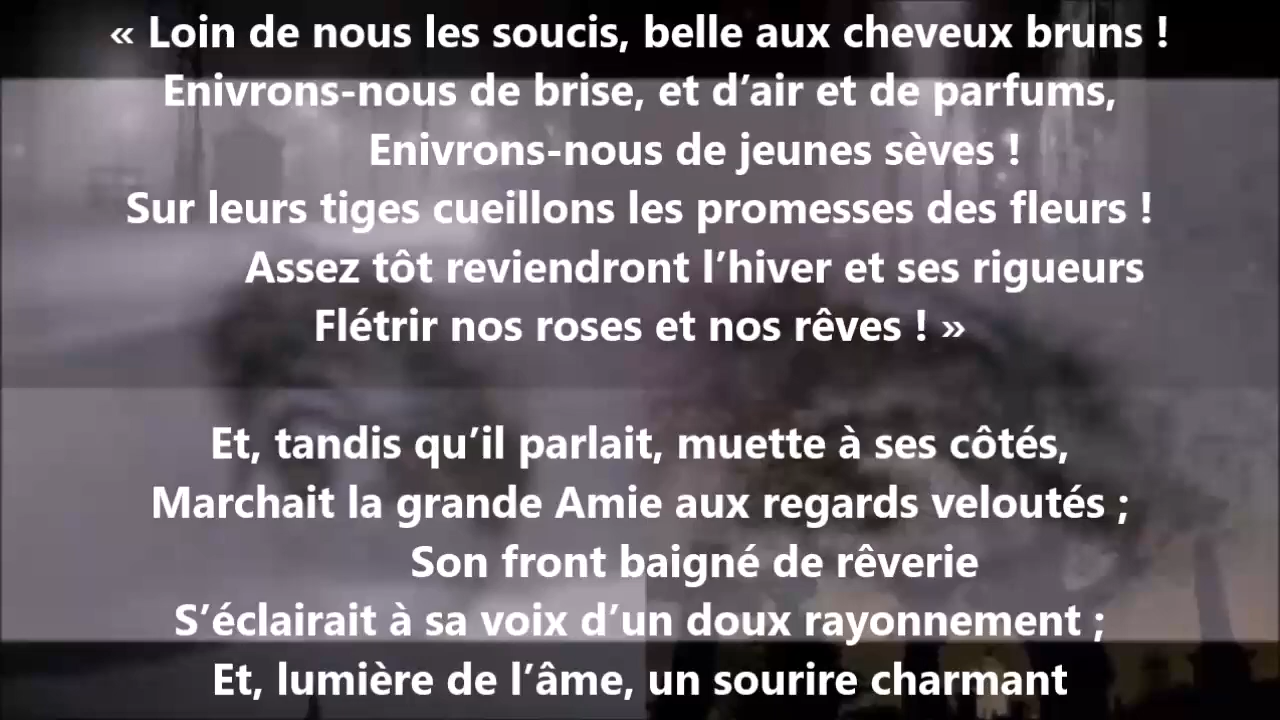 « Loin de nous les soucis, belle aux cheveux bruns !
Enivrons-nous de brise, et d’air et de parfums,
Enivrons-nous de jeunes sèves !
Sur leurs tiges cueillons les promesses des fleurs !
Assez tôt reviendront l’hiver et ses rigueurs
Flétrir nos roses et nos rêves ! »
Et, tandis qu’il parlait, muette à ses côtés,
Marchait la grande Amie aux regards veloutés ;
Son front baigné de rêverie
S’éclairait à sa voix d’un doux rayonnement ;
Et, lumière de l’âme, un sourire charmant